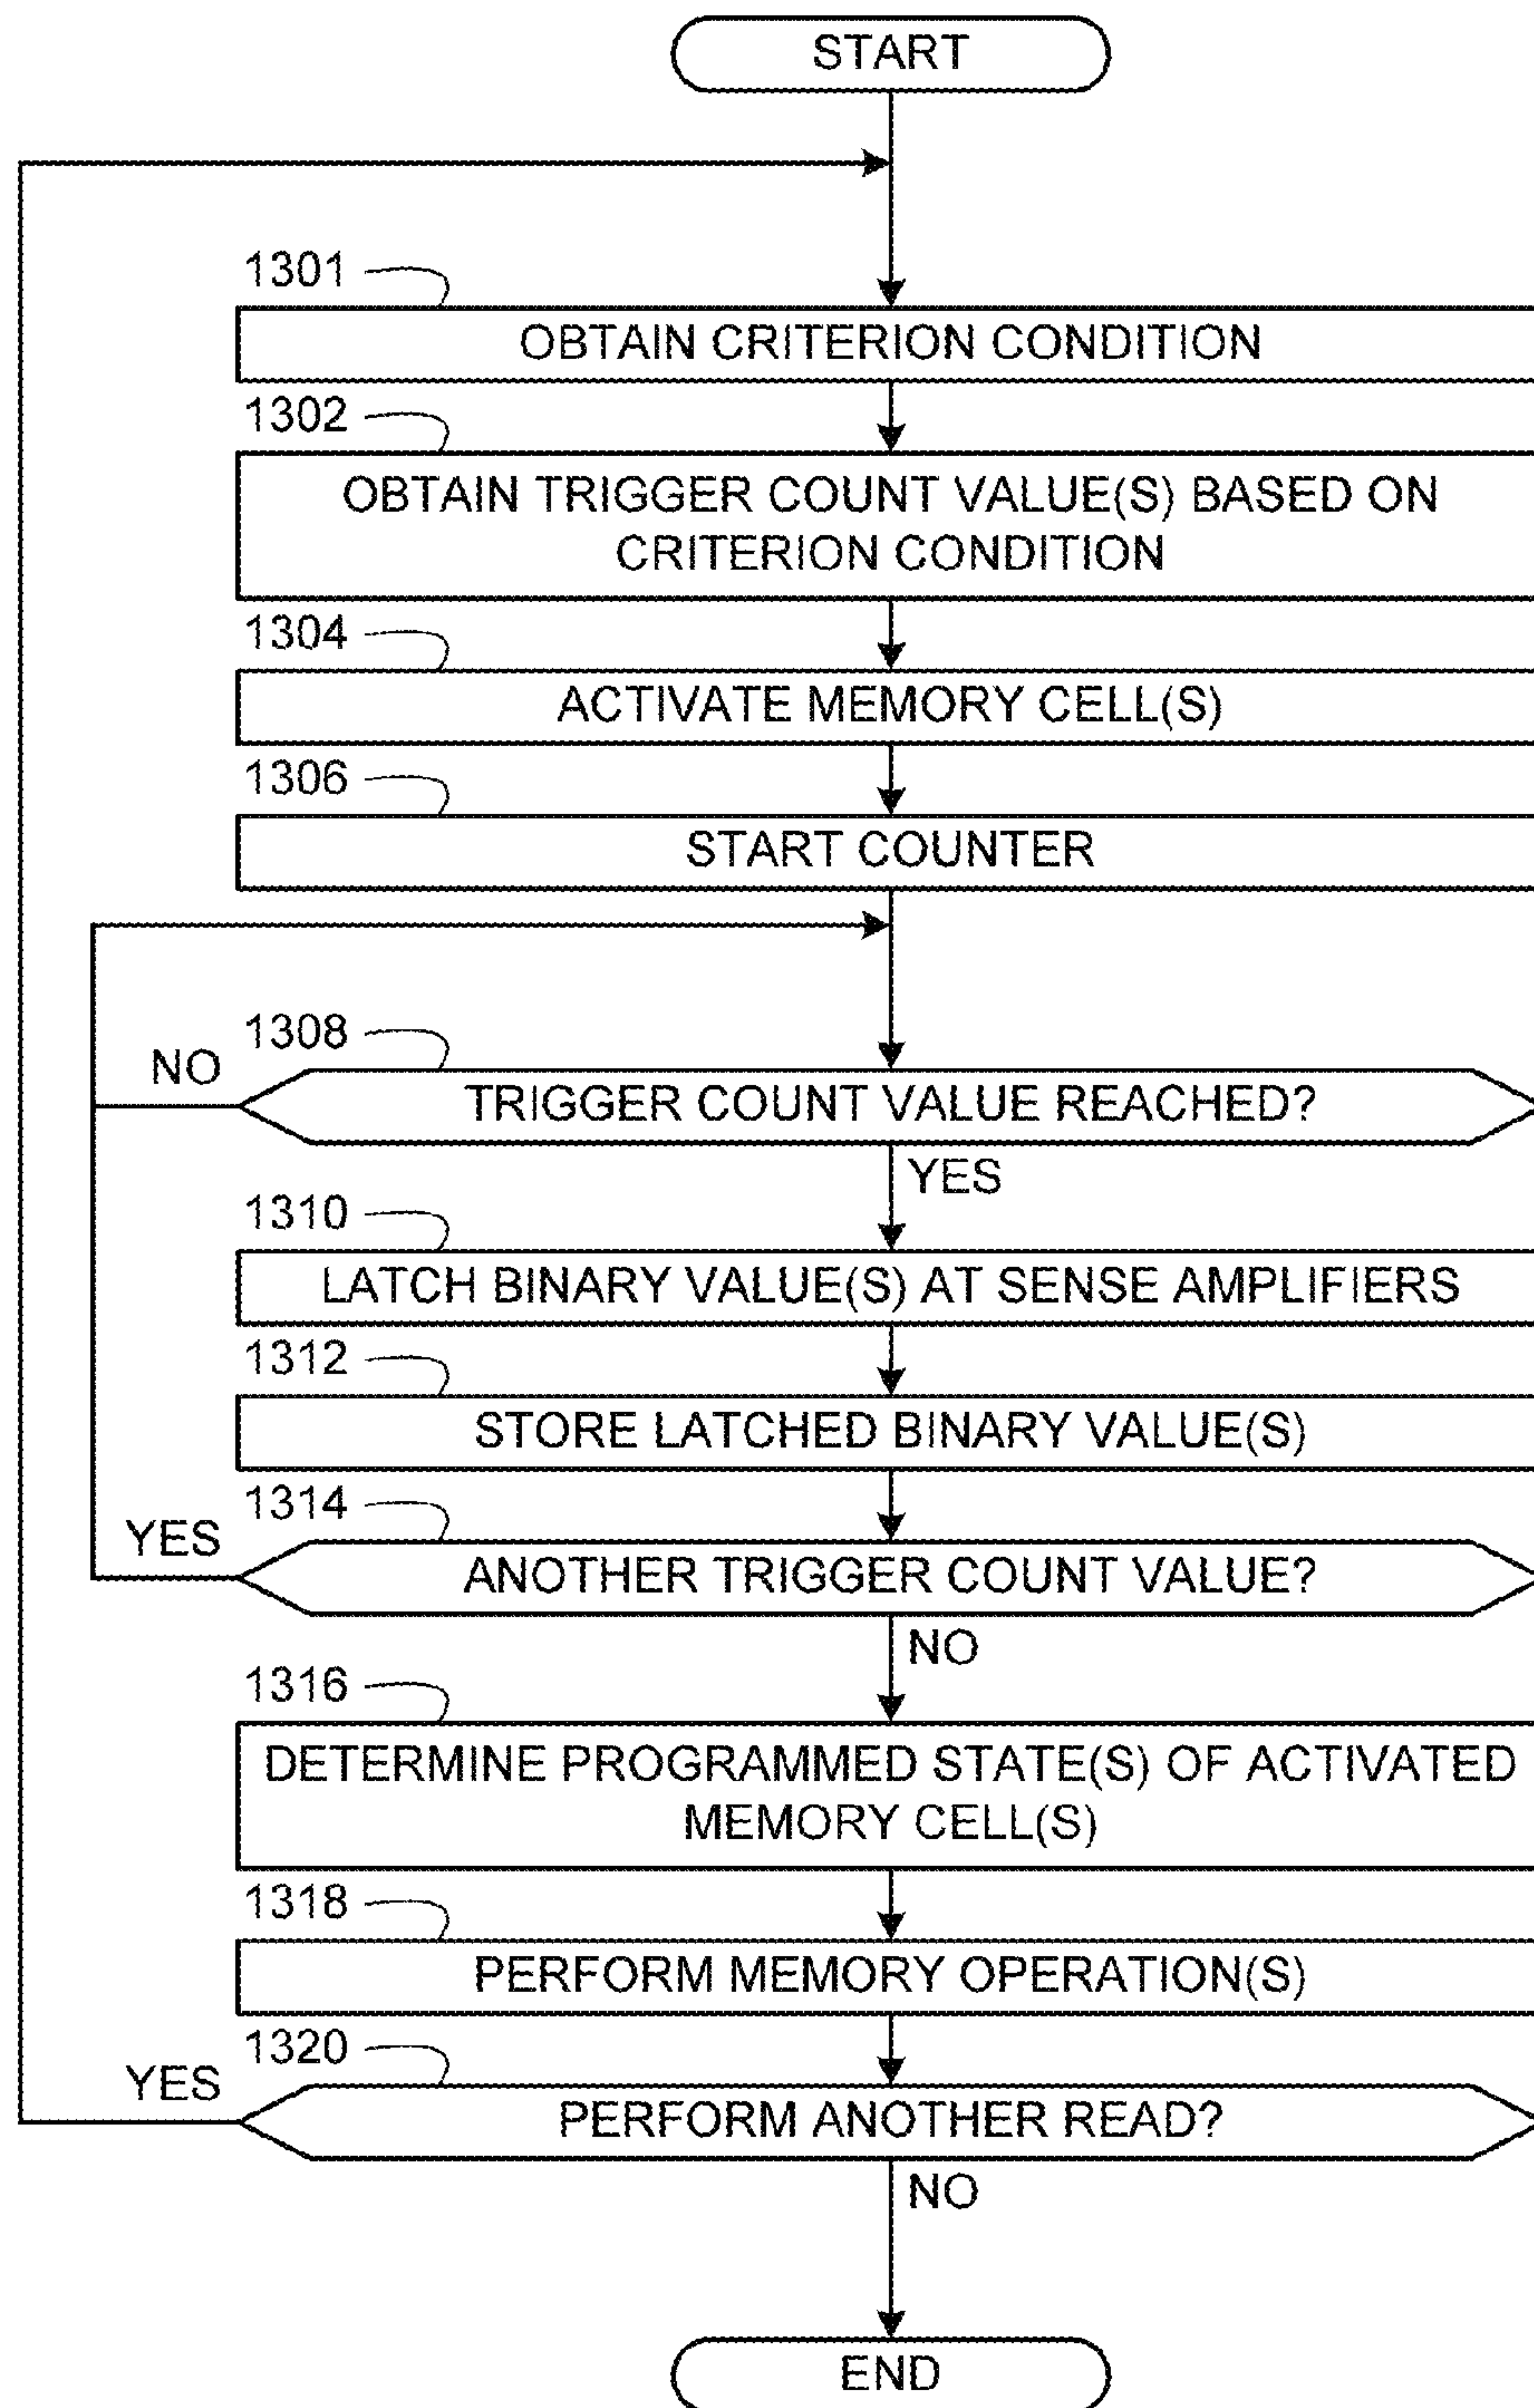 START
1301
OBTAIN CRITERION CONDITION
1302
OBTAIN TRIGGER COUNT VALUE(S) BASED ON
CRITERION CONDITION
1304
ACTIVATE MEMORY CELL(S)
1306
START COUNTER
1308
NO
TRIGGER COUNT VALUE REACHED?
YES
1310
LATCH BINARY VALUE(S) AT SENSE AMPLIFIERS
1312
STORE LATCHED BINARY VALUE(S)
1314
YES
ANOTHER TRIGGER COUNT VALUE?
NO
1316
DETERMINE PROGRAMMED STATE(S) OF ACTIVATED
MEMORY CELL(S)
1318
PERFORM MEMORY OPERATION(S)
1320
YES
PERFORM ANOTHER READ?
NO
END